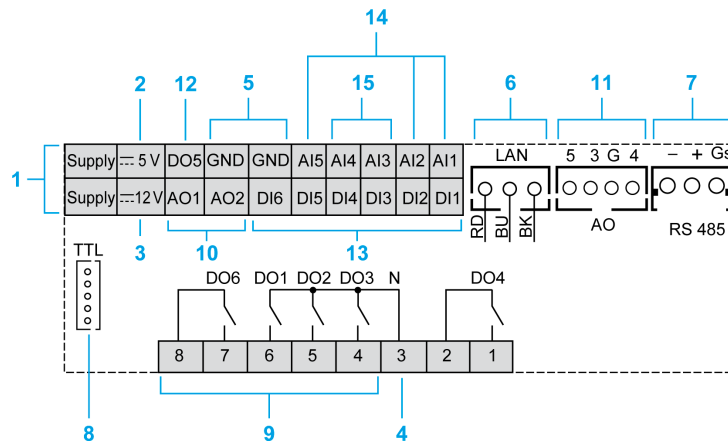 14
2 12 5 15 6 11 7
1
Supply ⎓ 5 V DO5 GND GND AI5 AI4 AI3 AI2 AI1
Supply ⎓ 12 V AO1 AO2 DI6 DI5 DI4 DI3 DI2 DI1
LAN
RD BU BK
5 3 G 4
AO
− + Gs
RS 485
3 10 13
TTL
DO6 DO1 DO2 DO3 N DO4
8 7 6 5 4 3 2 1
8 9 4